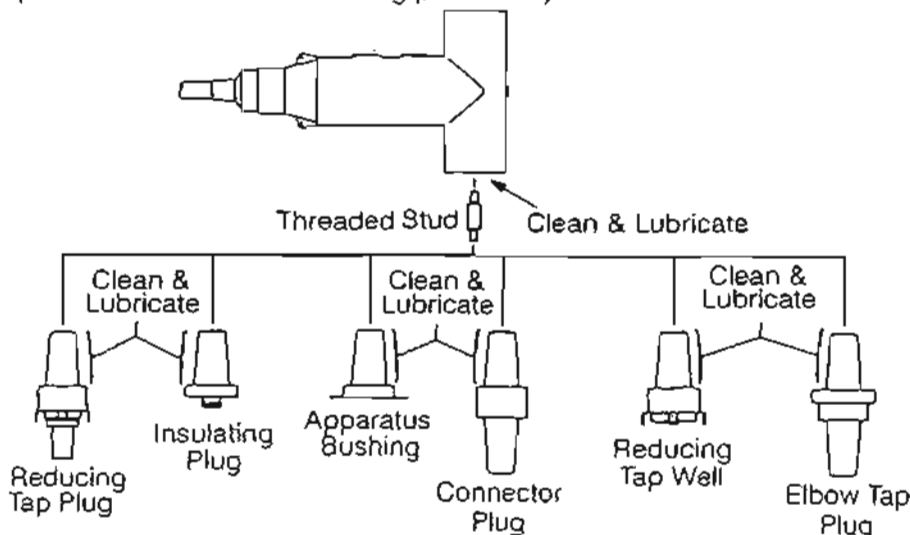 Threaded Stud
Clean & Lubricate
Clean &
Lubricate
Clean &
Lubricate
Clean &
Lubricate
Reducing
Tap Plug
Insulating
Plug
Apparatus
Bushing
Connector
Plug
Reducing
Tap Well
Elbow Tap
Plug